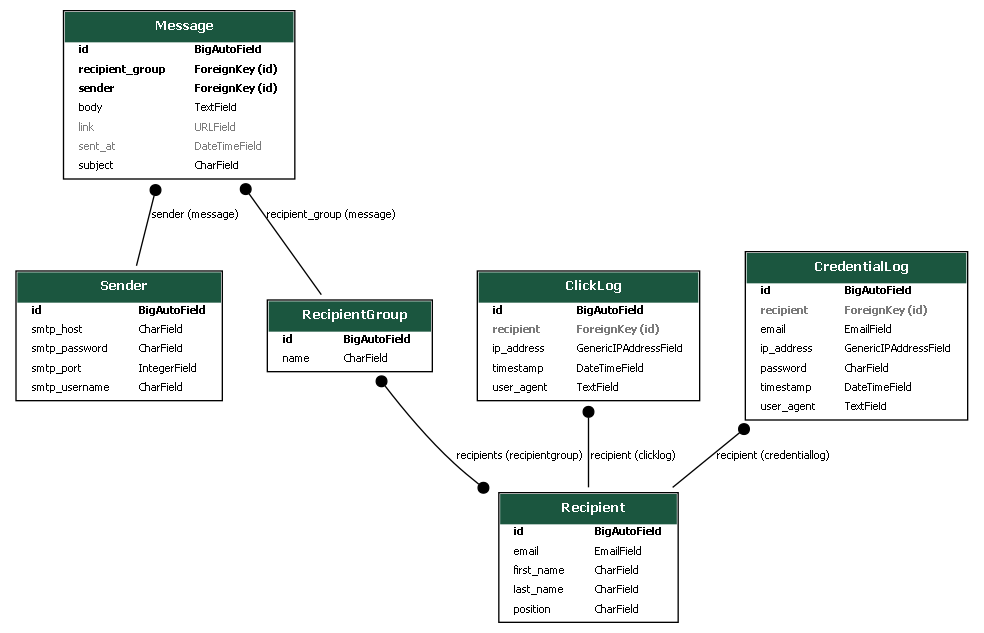 Message
id BigAutoField
recipient_group ForeignKey (id)
sender ForeignKey (id)
body TextField
link URLField
sent_at DateTimeField
subject CharField
sender (message)
recipient_group (message)
Sender
id BigAutoField
smtp_host CharField
smtp_password CharField
smtp_port IntegerField
smtp_username CharField
RecipientGroup
id BigAutoField
name CharField
ClickLog
id BigAutoField
recipient ForeignKey (id)
ip_address GenericIPAddressField
timestamp DateTimeField
user_agent TextField
CredentialLog
id BigAutoField
recipient ForeignKey (id)
email EmailField
ip_address GenericIPAddressField
password CharField
timestamp DateTimeField
user_agent TextField
recipients (recipientgroup)
recipient (clicklog)
recipient (credentiallog)
Recipient
id BigAutoField
email EmailField
first_name CharField
last_name CharField
position CharField